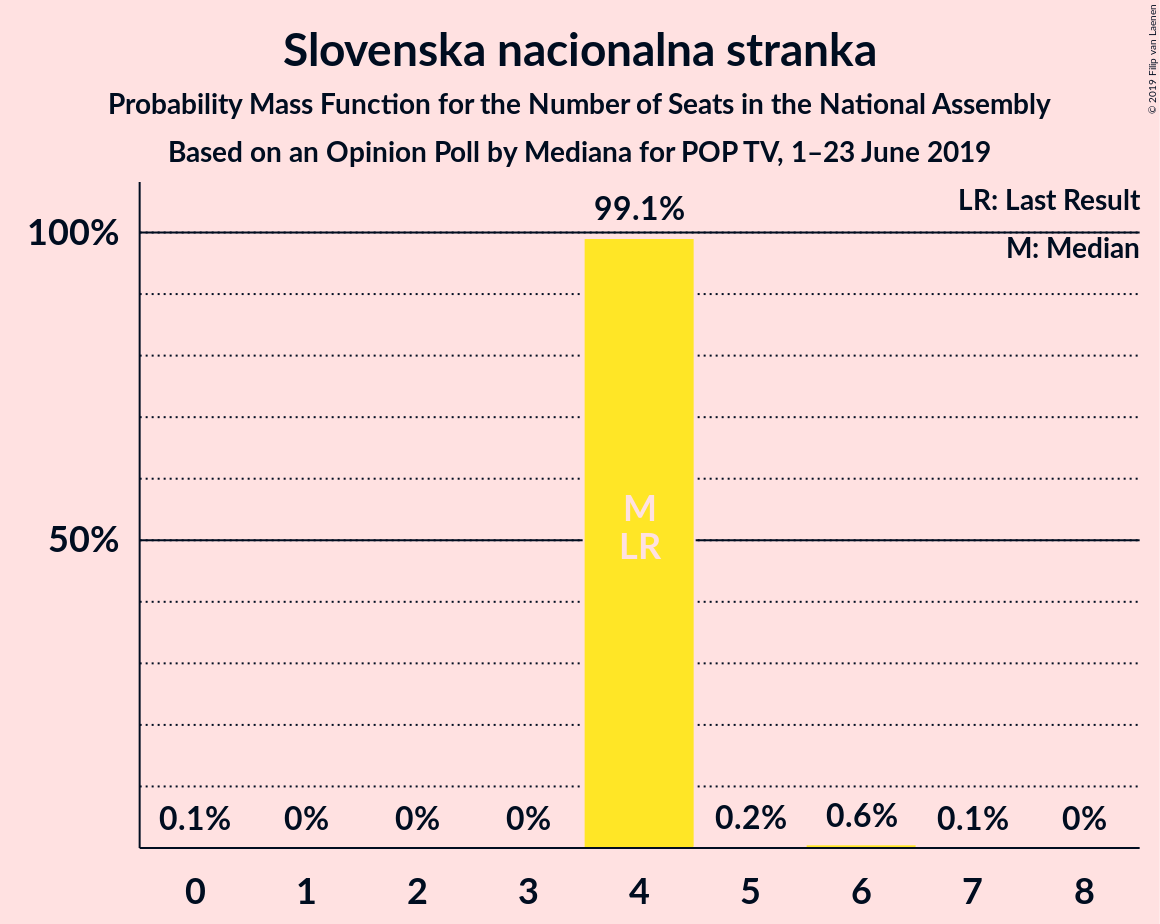 Slovenska nacionalna stranka
Probability Mass Function for the Number of Seats in the National Assembly
Based on an Opinion Poll by Mediana for POP TV, 1–23 June 2019
© 2019 Filip van Laenen
LR: Last Result
M: Median
100%
50%
99.1%
M
LR
0.1% 0% 0% 0% 0.2% 0.6% 0.1% 0%
0 1 2 3 4 5 6 7 8